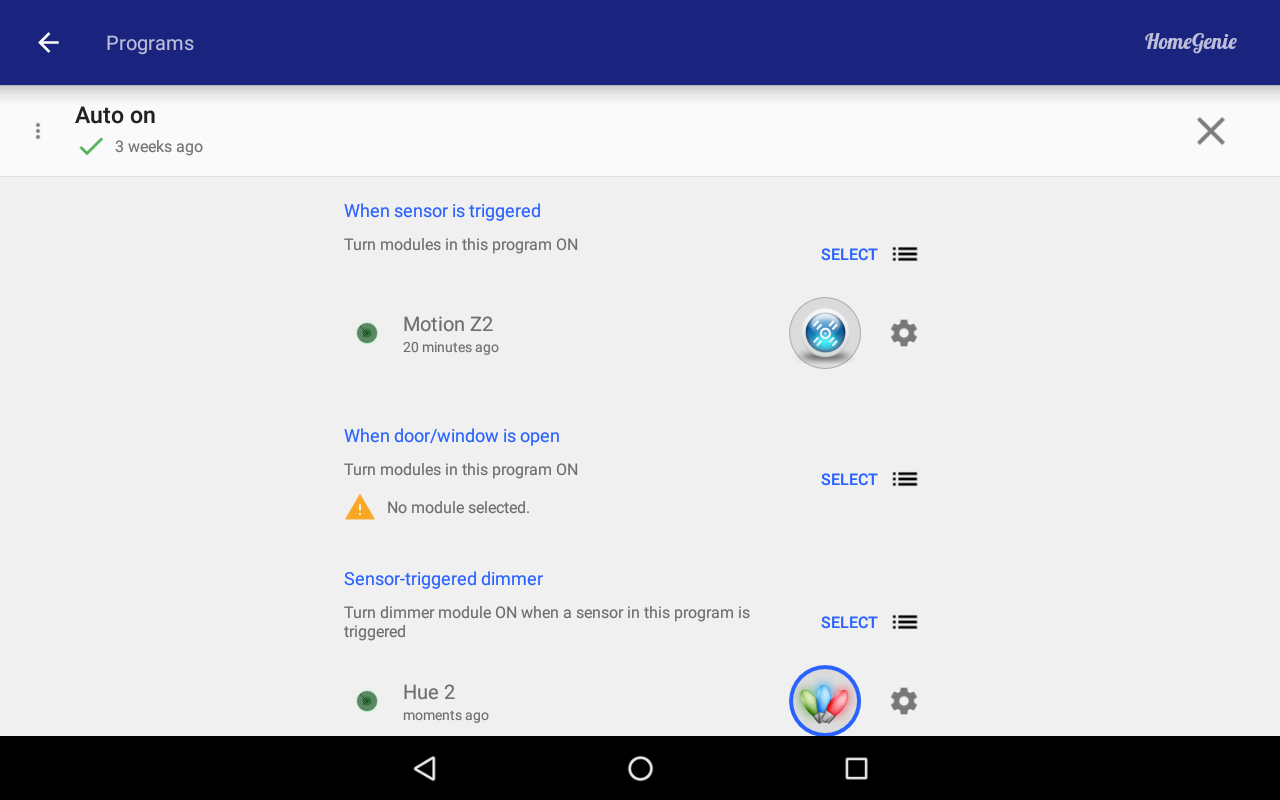 Programs
HomeGenie
Auto on
3 weeks ago
When sensor is triggered
Turn modules in this program ON
SELECT
Motion Z2
20 minutes ago
When door/window is open
Turn modules in this program ON
SELECT
No module selected.
Sensor-triggered dimmer
Turn dimmer module ON when a sensor in this program is
triggered
SELECT
Hue 2
moments ago